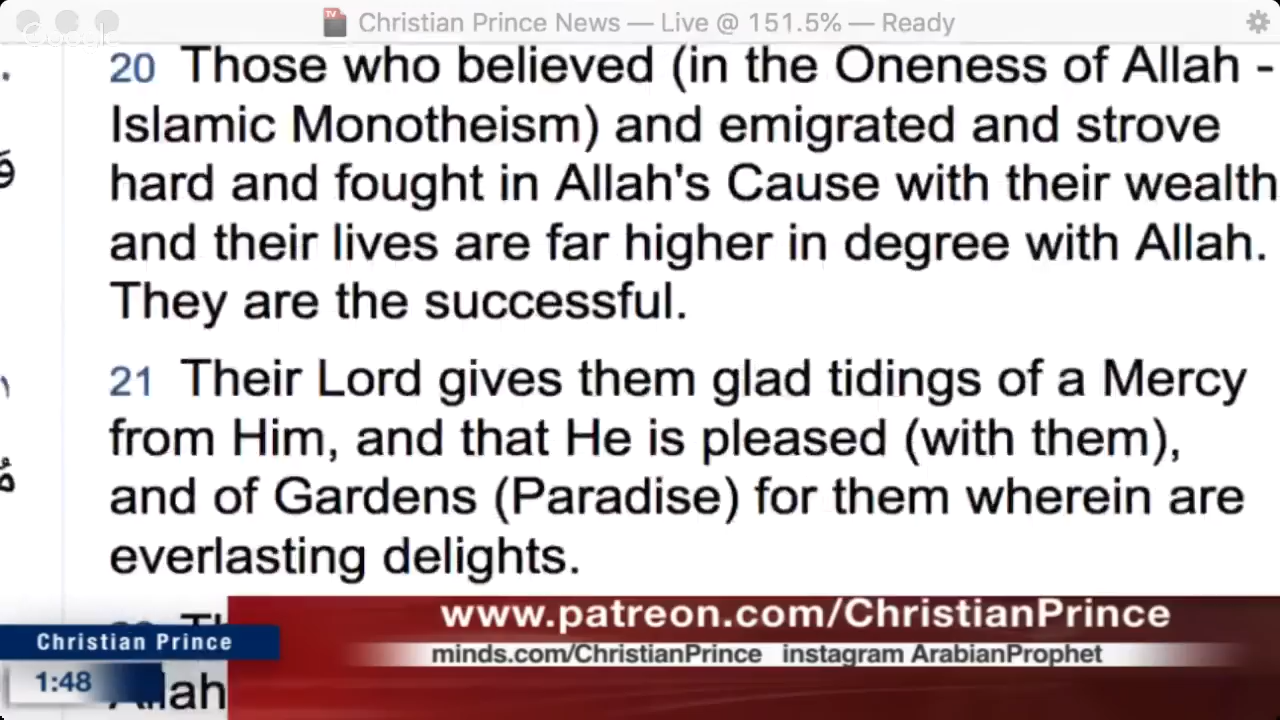 Christian Prince News — Live @ 151.5% — Ready
Google
20 Those who believed (in the Oneness of Allah -
Islamic Monotheism) and emigrated and strove
hard and fought in Allah's Cause with their wealth
and their lives are far higher in degree with Allah.
They are the successful.
21 Their Lord gives them glad tidings of a Mercy
from Him, and that He is pleased (with them),
and of Gardens (Paradise) for them wherein are
everlasting delights.
www.patreon.com/ChristianPrince
Christian Prince
minds.com/ChristianPrince instagram ArabianProphet
1:48